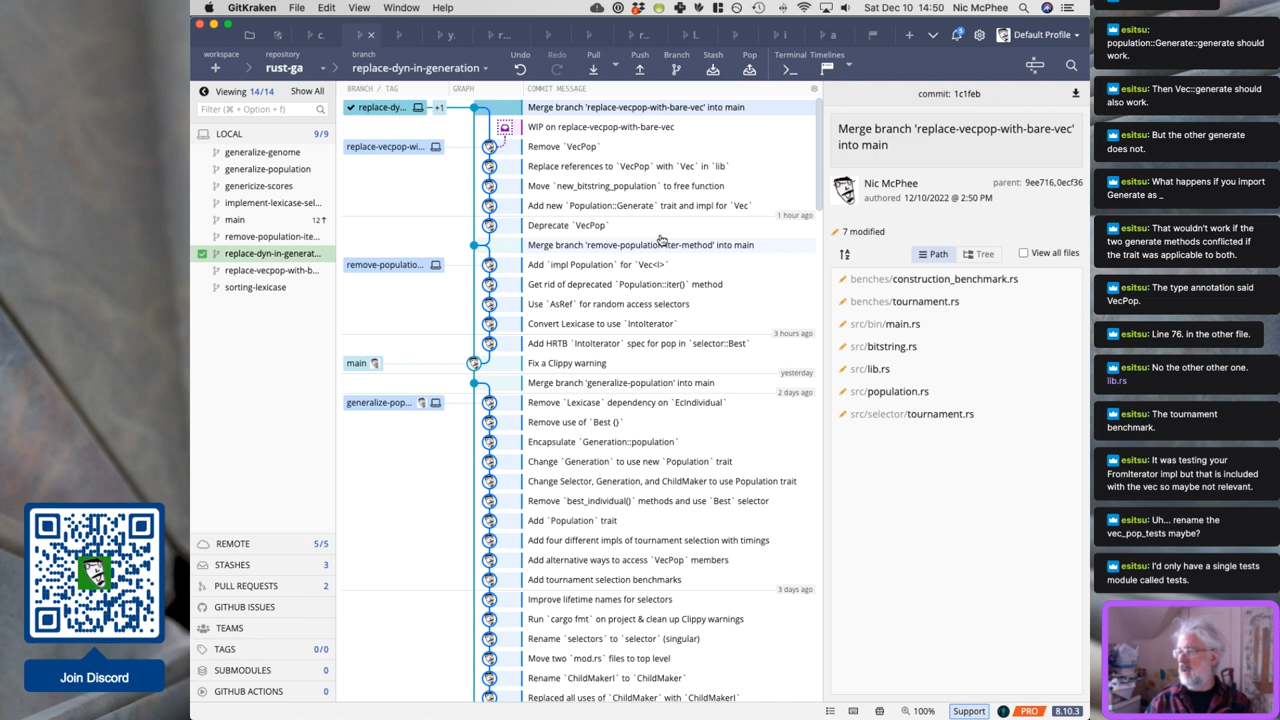 GitKraken File Edit View Window Help
Sat Dec 10 14:50 Nic McPhee
Default Profile
workspace
repository
rust-ga
branch
replace-dyn-in-generation
Undo Redo Pull Push Branch Stash Pop Terminal Timelines
Viewing 14/14 Show All
Filter (⌘ + Option + f)
LOCAL 9/9
generalize-genome
generalize-population
genericize-scores
implement-lexicase-sel...
main 12↑
remove-population-ite...
replace-dyn-in-generat...
replace-vecpop-with-b...
sorting-lexicase
REMOTE 5/5
STASHES 3
PULL REQUESTS 2
GITHUB ISSUES
TEAMS
TAGS 0/0
SUBMODULES 0
GITHUB ACTIONS 0
BRANCH / TAG GRAPH COMMIT MESSAGE
replace-dy... +1 Merge branch 'replace-vecpop-with-bare-vec' into main
WIP on replace-vecpop-with-bare-vec
replace-vecpop-wi... Remove `VecPop`
Replace references to `VecPop` with `Vec` in `lib`
Move `new_bitstring_population` to free function
Add new `Population::Generate` trait and impl for `Vec`
1 hour ago
Deprecate `VecPop`
Merge branch 'remove-population-iter-method' into main
remove-populatio... Add `impl Population` for `Vec<I>`
Get rid of deprecated `Population::iter()` method
Use `AsRef` for random access selectors
Convert Lexicase to use `IntoIterator`
3 hours ago
Add HRTB `IntoIterator` spec for pop in `selector::Best`
main Fix a Clippy warning
yesterday
Merge branch 'generalize-population' into main
2 days ago
generalize-pop... Remove `Lexicase` dependency on `EcIndividual`
Remove use of `Best {}`
Encapsulate `Generation::population`
Change `Generation` to use new `Population` trait
Change Selector, Generation, and ChildMaker to use Population trait
Remove `best_individual()` methods and use `Best` selector
Add `Population` trait
Add four different impls of tournament selection with timings
Add alternative ways to access `VecPop` members
Add tournament selection benchmarks
3 days ago
Improve lifetime names for selectors
Run `cargo fmt` on project & clean up Clippy warnings
Rename `selectors` to `selector` (singular)
Move two `mod.rs` files to top level
Rename `ChildMakerI` to `ChildMaker`
Replaced all uses of `ChildMaker` with `ChildMakerI`
commit: 1c1feb
Merge branch 'replace-vecpop-with-bare-vec'
into main
Nic McPhee
authored 12/10/2022 @ 2:50 PM
parent: 9ee716,0ecf36
7 modified
Path Tree View all files
benches/construction_benchmark.rs
benches/tournament.rs
src/bin/main.rs
src/bitstring.rs
src/lib.rs
src/population.rs
src/selector/tournament.rs
100% Support PRO 8.10.3
esitsu:
population::Generate::generate should
work.
esitsu: Then Vec::generate should
also work.
esitsu: But the other generate
does not.
esitsu: What happens if you import
Generate as _
esitsu: That wouldn't work if the
two generate methods conflicted if
the trait was applicable to both.
esitsu: The type annotation said
VecPop.
esitsu: Line 76. in the other file.
esitsu: No the other other one.
lib.rs
esitsu: The tournament
benchmark.
esitsu: It was testing your
FromIterator impl but that is included
with the vec so maybe not relevant.
esitsu: Uh... rename the
vec_pop_tests maybe?
esitsu: I'd only have a single tests
module called tests.
Join Discord